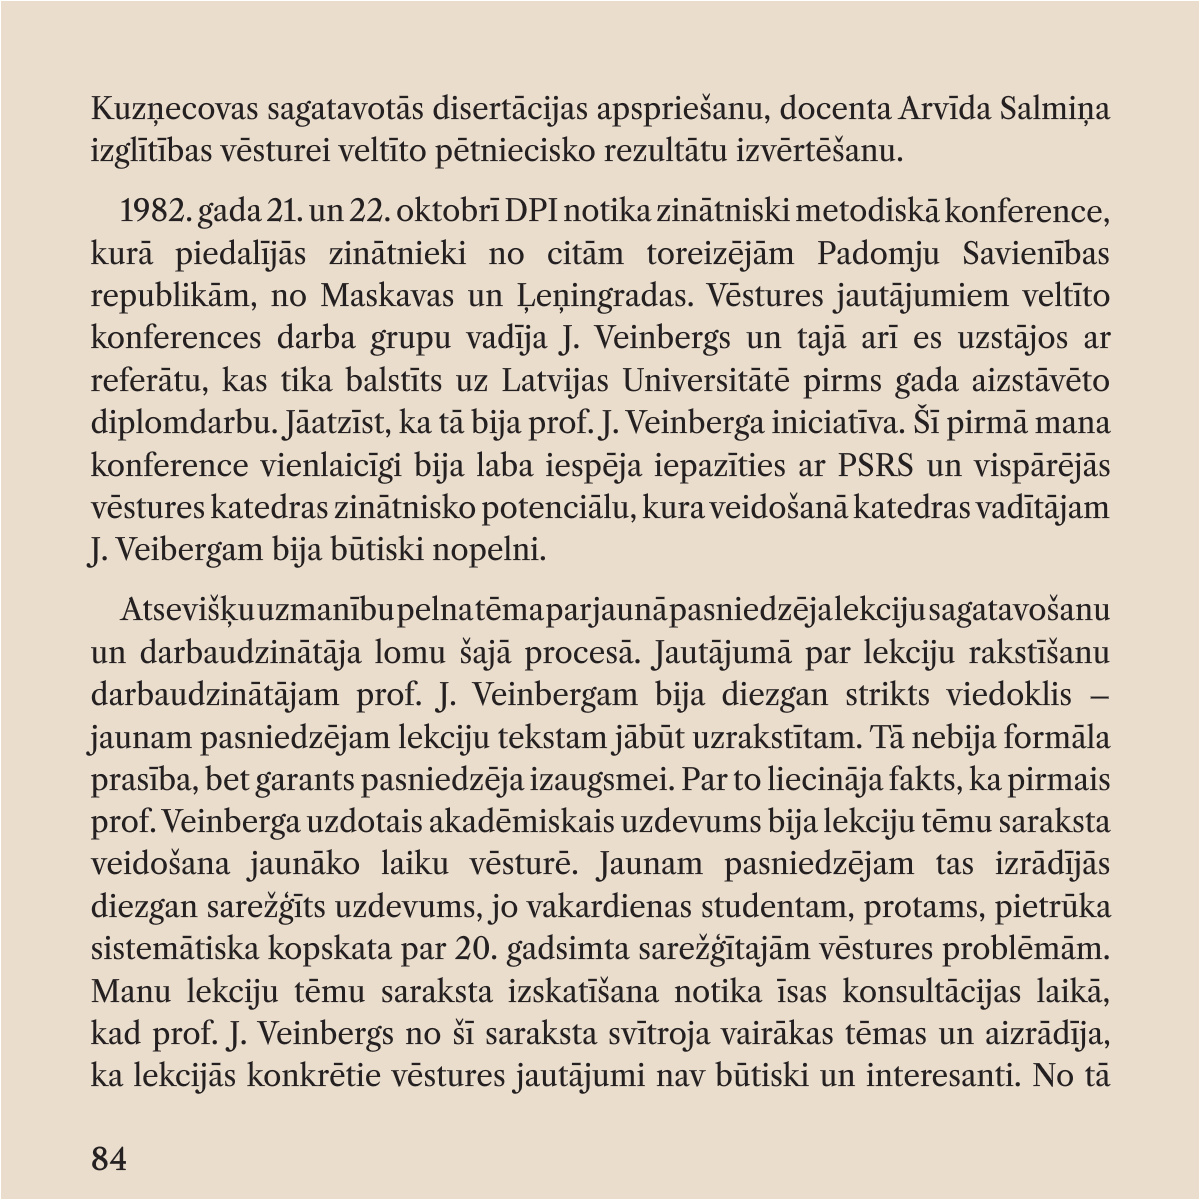 Kuzņecovas sagatavotās disertācijas apspriešanu, docenta Arvīda Salmiņa
izglītības vēsturei veltīto pētniecisko rezultātu izvērtēšanu.
1982. gada 21. un 22. oktobrī DPI notika zinātniski metodiskā konference,
kurā piedalījās zinātnieki no citām toreizējām Padomju Savienības
republikām, no Maskavas un Ļeņingradas. Vēstures jautājumiem veltīto
konferences darba grupu vadīja J. Veinbergs un tajā arī es uzstājos ar
referātu, kas tika balstīts uz Latvijas Universitātē pirms gada aizstāvēto
diplomdarbu. Jāatzīst, ka tā bija prof. J. Veinberga iniciatīva. Šī pirmā mana
konference vienlaicīgi bija laba iespēja iepazīties ar PSRS un vispārējās
vēstures katedras zinātnisko potenciālu, kura veidošanā katedras vadītājam
J. Veibergam bija būtiski nopelni.
Atsevišķu uzmanību pelna tēma par jaunā pasniedzēja lekciju sagatavošanu
un darbaudzinātāja lomu šajā procesā. Jautājumā par lekciju rakstīšanu
darbaudzinātājam prof. J. Veinbergam bija diezgan strikts viedoklis –
jaunam pasniedzējam lekciju tekstam jābūt uzrakstītam. Tā nebija formāla
prasība, bet garants pasniedzēja izaugsmei. Par to liecināja fakts, ka pirmais
prof. Veinberga uzdotais akadēmiskais uzdevums bija lekciju tēmu saraksta
veidošana jaunāko laiku vēsturē. Jaunam pasniedzējam tas izrādījās
diezgan sarežģīts uzdevums, jo vakardienas studentam, protams, pietrūka
sistemātiska kopskata par 20. gadsimta sarežģītajām vēstures problēmām.
Manu lekciju tēmu saraksta izskatīšana notika īsas konsultācijas laikā,
kad prof. J. Veinbergs no šī saraksta svītroja vairākas tēmas un aizrādīja,
ka lekcijās konkrētie vēstures jautājumi nav būtiski un interesanti. No tā
84